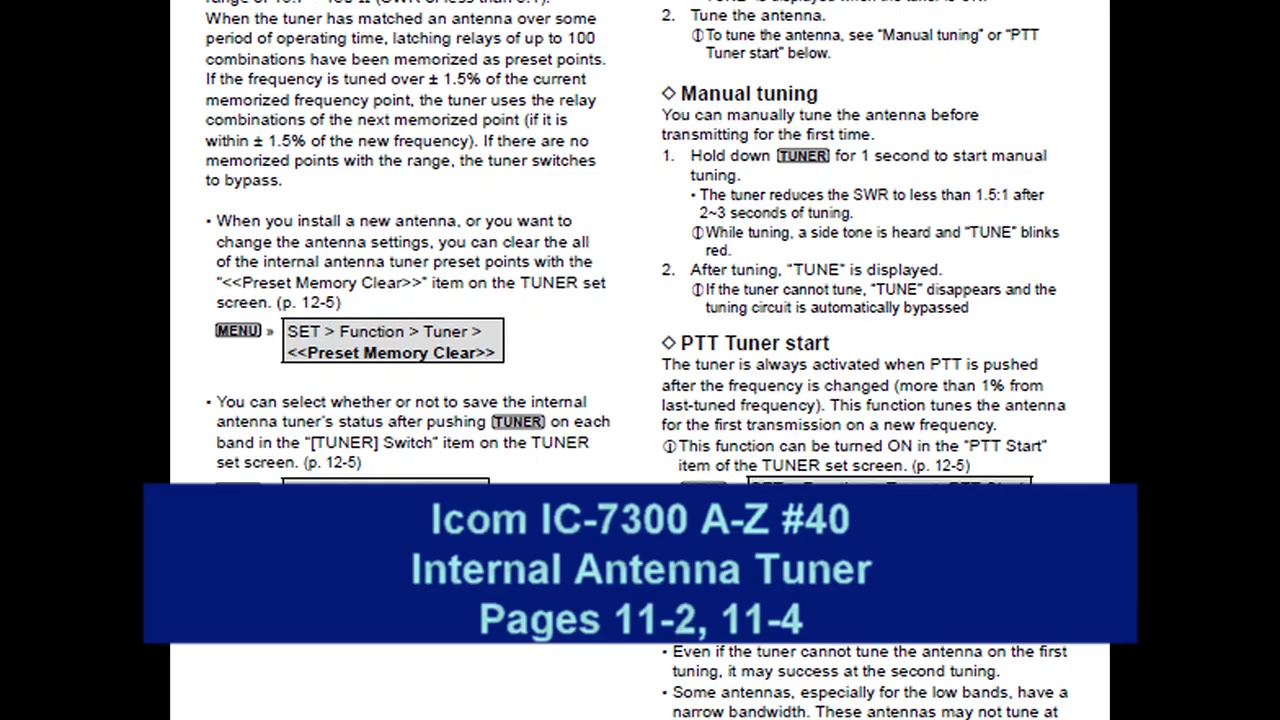 When the tuner has matched an antenna over some
period of operating time, latching relays of up to 100
combinations have been memorized as preset points.
If the frequency is tuned over ± 1.5% of the current
memorized frequency point, the tuner uses the relay
combinations of the next memorized point (if it is
within ± 1.5% of the new frequency). If there are no
memorized points with the range, the tuner switches
to bypass.
• When you install a new antenna, or you want to
change the antenna settings, you can clear the all
of the internal antenna tuner preset points with the
“<<Preset Memory Clear>>” item on the TUNER set
screen. (p. 12-5)
MENU » SET > Function > Tuner >
<<Preset Memory Clear>>
• You can select whether or not to save the internal
antenna tuner’s status after pushing TUNER on each
band in the “[TUNER] Switch” item on the TUNER
set screen. (p. 12-5)
2. Tune the antenna.
ⓘTo tune the antenna, see “Manual tuning” or “PTT
Tuner start” below.
◇ Manual tuning
You can manually tune the antenna before
transmitting for the first time.
1. Hold down TUNER for 1 second to start manual
tuning.
• The tuner reduces the SWR to less than 1.5:1 after
2~3 seconds of tuning.
ⓘWhile tuning, a side tone is heard and “TUNE” blinks
red.
2. After tuning, “TUNE” is displayed.
ⓘIf the tuner cannot tune, “TUNE” disappears and the
tuning circuit is automatically bypassed
◇ PTT Tuner start
The tuner is always activated when PTT is pushed
after the frequency is changed (more than 1% from
last-tuned frequency). This function tunes the antenna
for the first transmission on a new frequency.
ⓘThis function can be turned ON in the “PTT Start”
item of the TUNER set screen. (p. 12-5)
Icom IC-7300 A-Z #40
Internal Antenna Tuner
Pages 11-2, 11-4
• Even if the tuner cannot tune the antenna on the first
tuning, it may success at the second tuning.
• Some antennas, especially for the low bands, have a
narrow bandwidth. These antennas may not tune at